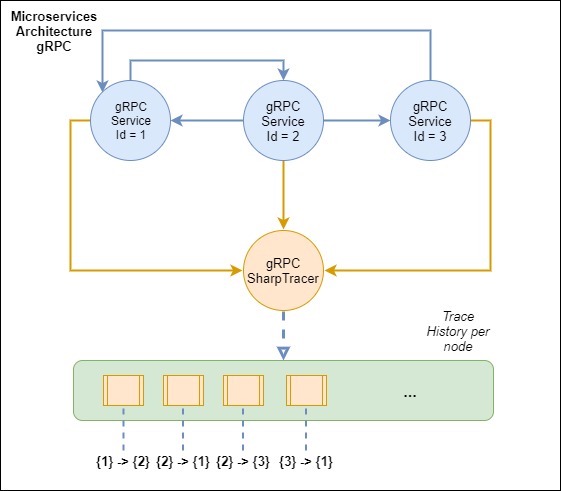 Microservices
Architecture
gRPC
gRPC
Service
Id = 1
gRPC
Service
Id = 2
gRPC
Service
Id = 3
gRPC
SharpTracer
Trace
History per
node
...
{1} -> {2}
{2} -> {1}
{2} -> {3}
{3} -> {1}